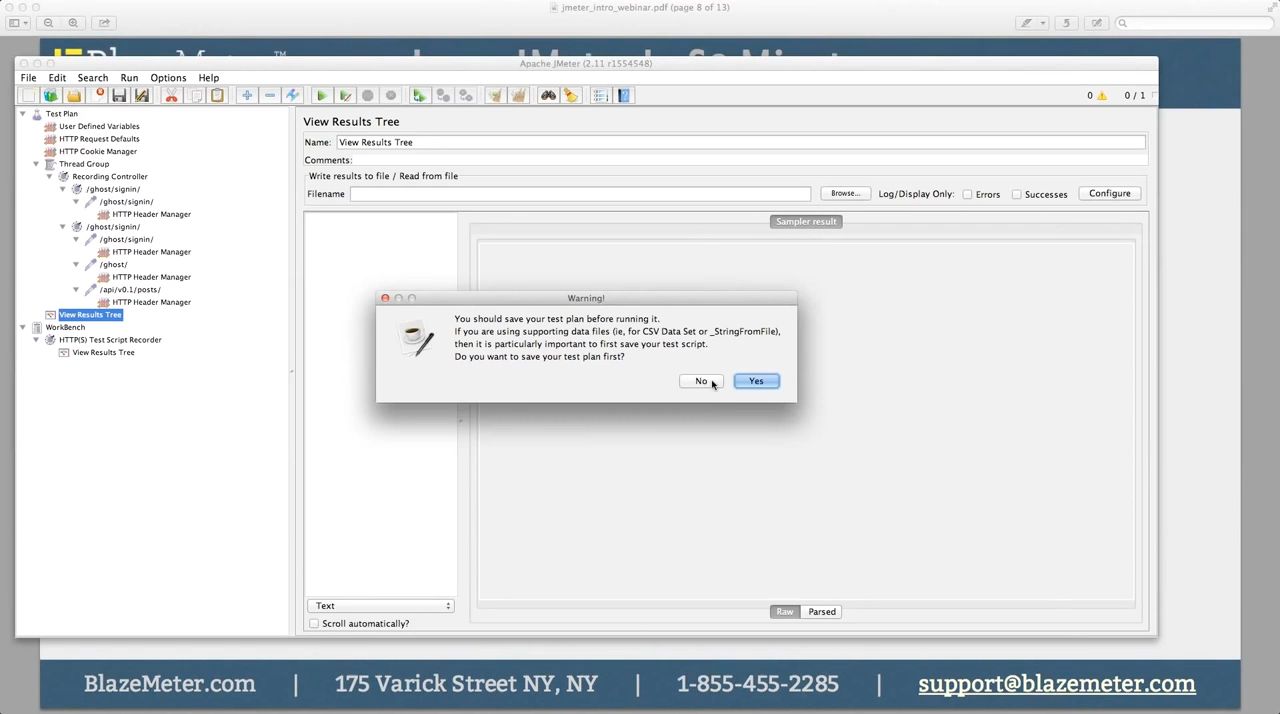 jmeter_intro_webinar.pdf (page 8 of 13)
Apache JMeter (2.11 r1554548)
File Edit Search Run Options Help
0 0 / 1
Test Plan
User Defined Variables
HTTP Request Defaults
HTTP Cookie Manager
Thread Group
Recording Controller
/ghost/signin/
/ghost/signin/
HTTP Header Manager
/ghost/signin/
/ghost/signin/
HTTP Header Manager
/ghost/
HTTP Header Manager
/api/v0.1/posts/
HTTP Header Manager
View Results Tree
WorkBench
HTTP(S) Test Script Recorder
View Results Tree
View Results Tree
Name: View Results Tree
Comments:
Write results to file / Read from file
Filename Browse... Log/Display Only: Errors Successes Configure
Sampler result
Warning!
You should save your test plan before running it.
If you are using supporting data files (ie, for CSV Data Set or _StringFromFile),
then it is particularly important to first save your test script.
Do you want to save your test plan first?
No Yes
Text
Scroll automatically?
Raw Parsed
BlazeMeter.com | 175 Varick Street NY, NY | 1-855-455-2285 | support@blazemeter.com